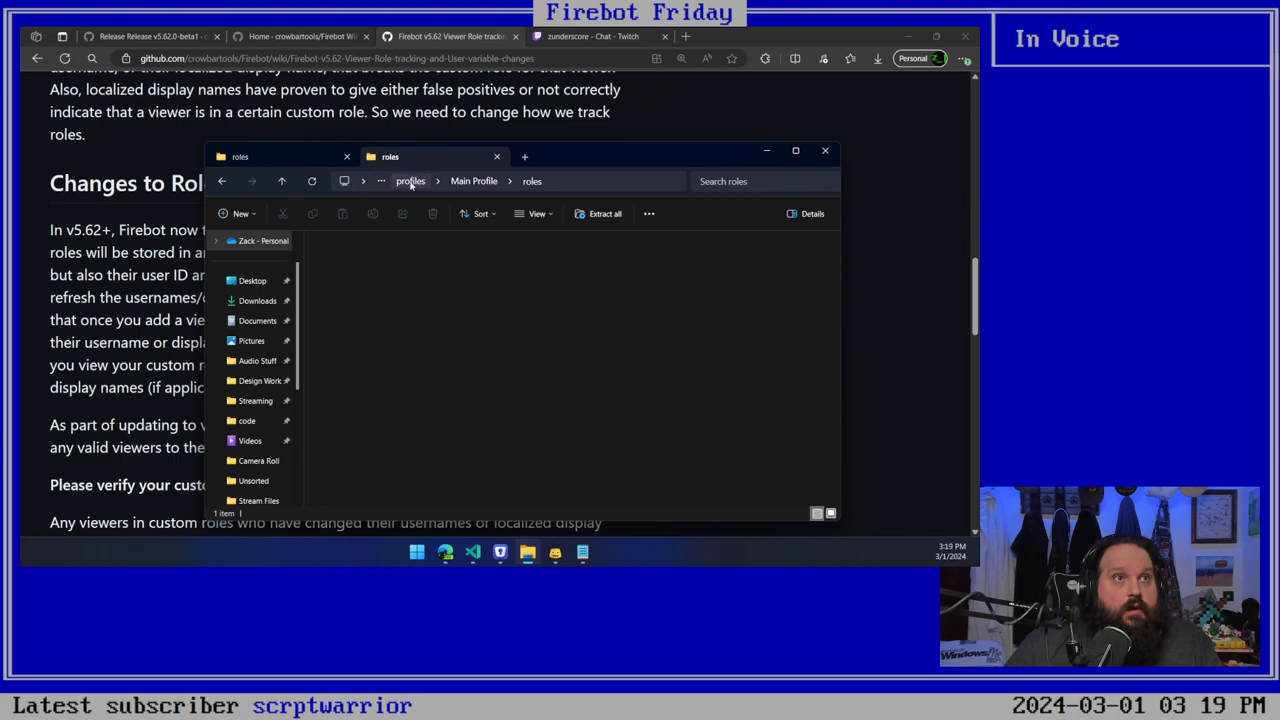 Firebot Friday
In Voice
Release Release v5.62.0-beta1 - c
Home - crowbartools/Firebot Wi
Firebot v5.62 Viewer Role trackin
zunderscore - Chat - Twitch
github.com/crowbartools/Firebot/wiki/Firebot-v5.62-Viewer-Role-tracking-and-User-variable-changes
Personal
Also, localized display names have proven to give either false positives or not correctly
indicate that a viewer is in a certain custom role. So we need to change how we track
roles.
Changes to Rol
In v5.62+, Firebot now t
roles will be stored in ar
but also their user ID ar
refresh the usernames/c
that once you add a vie
their username or displa
you view your custom r
display names (if applic
As part of updating to v
any valid viewers to the
Please verify your custo
Any viewers in custom roles who have changed their usernames or localized display
roles
roles
profiles
Main Profile
roles
Search roles
New
Sort
View
Extract all
Details
Zack - Personal
Desktop
Downloads
Documents
Pictures
Audio Stuff
Design Work
Streaming
code
Videos
Camera Roll
Unsorted
Stream Files
1 item
3:19 PM
3/1/2024
Windows Me
Latest subscriber scrptwarrior
2024-03-01 03 19 PM